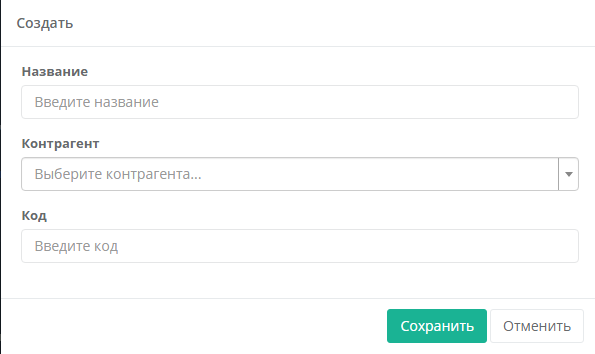 Создать
Название
Введите название
Контрагент
Выберите контрагента...
Код
Введите код
Сохранить Отменить